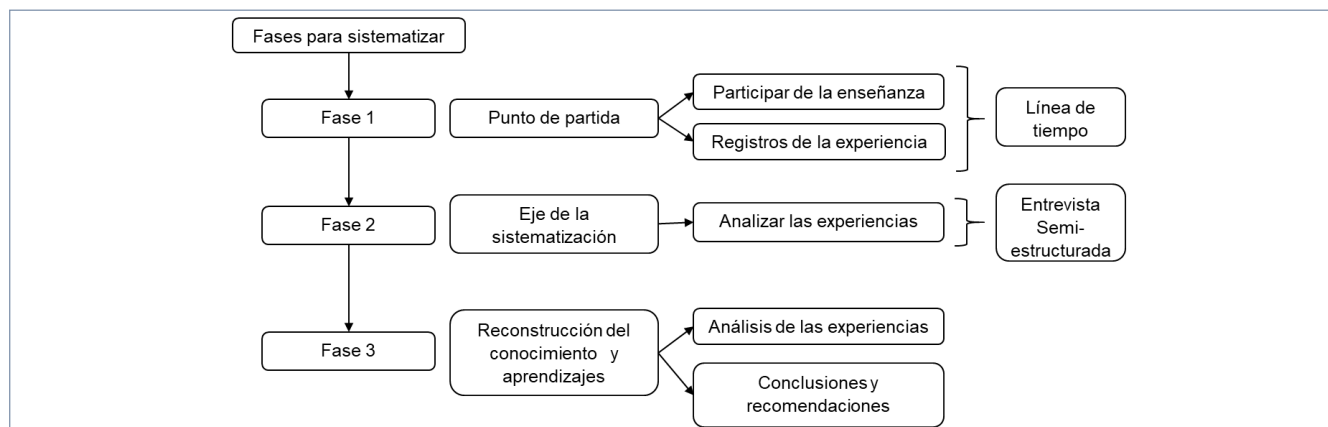 Fases para sistematizar
Fase 1
Punto de partida
Participar de la enseñanza
Registros de la experiencia
Línea de
tiempo
Fase 2
Eje de la
sistematización
Analizar las experiencias
Entrevista
Semi-
estructurada
Fase 3
Reconstrucción del
conocimiento y
aprendizajes
Análisis de las experiencias
Conclusiones y
recomendaciones